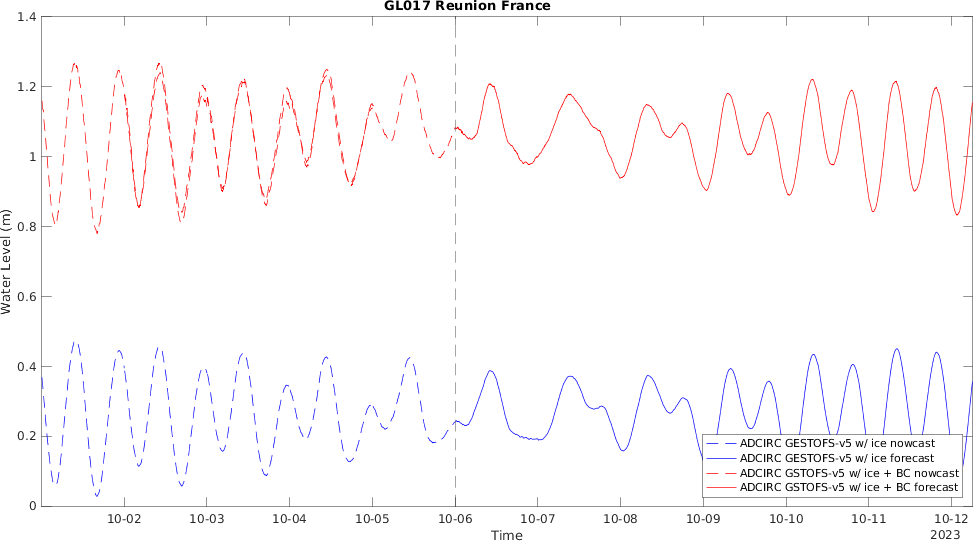 GL017 Reunion France
1.4
1.2
1
0.8
0.6
0.4
0.2
0
Water Level (m)
ADCIRC GESTOFS-v5 w/ ice nowcast
ADCIRC GESTOFS-v5 w/ ice forecast
ADCIRC GSTOFS-v5 w/ ice + BC nowcast
ADCIRC GSTOFS-v5 w/ ice + BC forecast
10-02 10-03 10-04 10-05 10-06 10-07 10-08 10-09 10-10 10-11 10-12
Time
2023